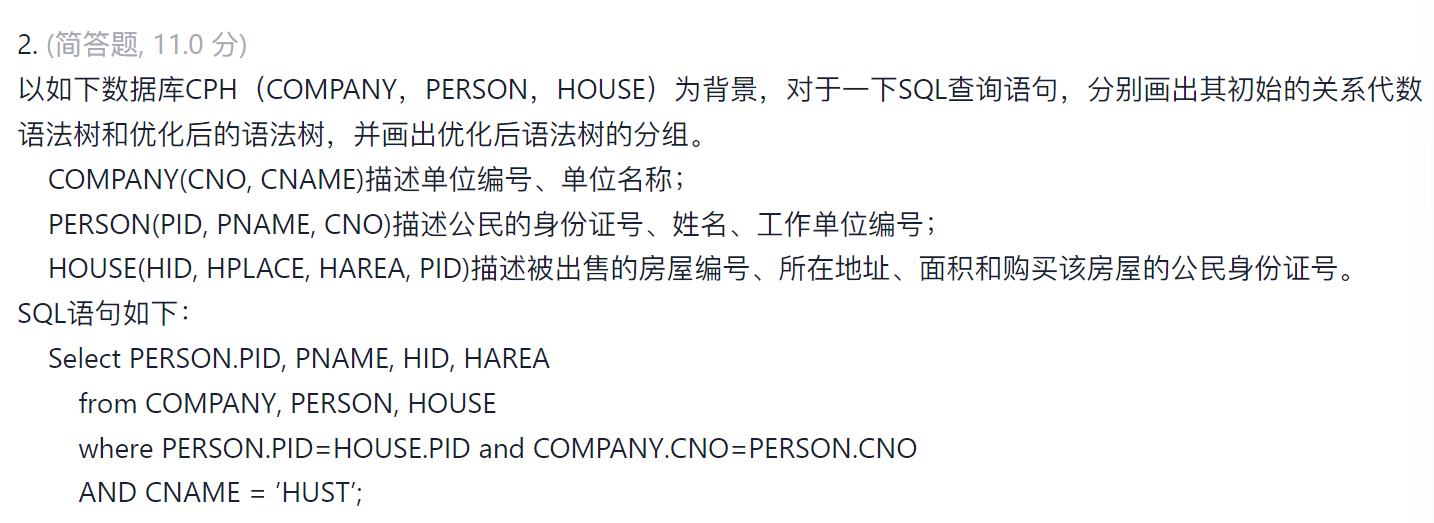 2. (简答题, 11.0 分)
以如下数据库CPH（COMPANY，PERSON，HOUSE）为背景，对于一下SQL查询语句，分别画出其初始的关系代数
语法树和优化后的语法树，并画出优化后语法树的分组。
COMPANY(CNO, CNAME)描述单位编号、单位名称；
PERSON(PID, PNAME, CNO)描述公民的身份证号、姓名、工作单位编号；
HOUSE(HID, HPLACE, HAREA, PID)描述被出售的房屋编号、所在地址、面积和购买该房屋的公民身份证号。
SQL语句如下：
Select PERSON.PID, PNAME, HID, HAREA
from COMPANY, PERSON, HOUSE
where PERSON.PID=HOUSE.PID and COMPANY.CNO=PERSON.CNO
AND CNAME = ’HUST’;